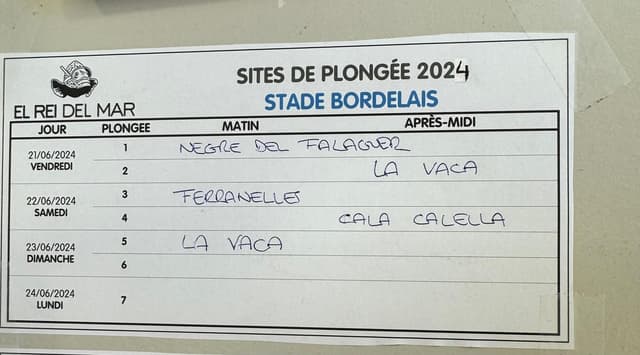 SITES DE PLONGÉE 2024
STADE BORDELAIS
EL REI DEL MAR
JOUR PLONGEE MATIN APRÈS-MIDI
21/06/2024 VENDREDI
1 NEGRE DEL FALAGUER
2 LA VACA
22/06/2024 SAMEDI
3 FERRANELLES
4 CALA CALELLA
23/06/2024 DIMANCHE
5 LA VACA
6
24/06/2024 LUNDI
7